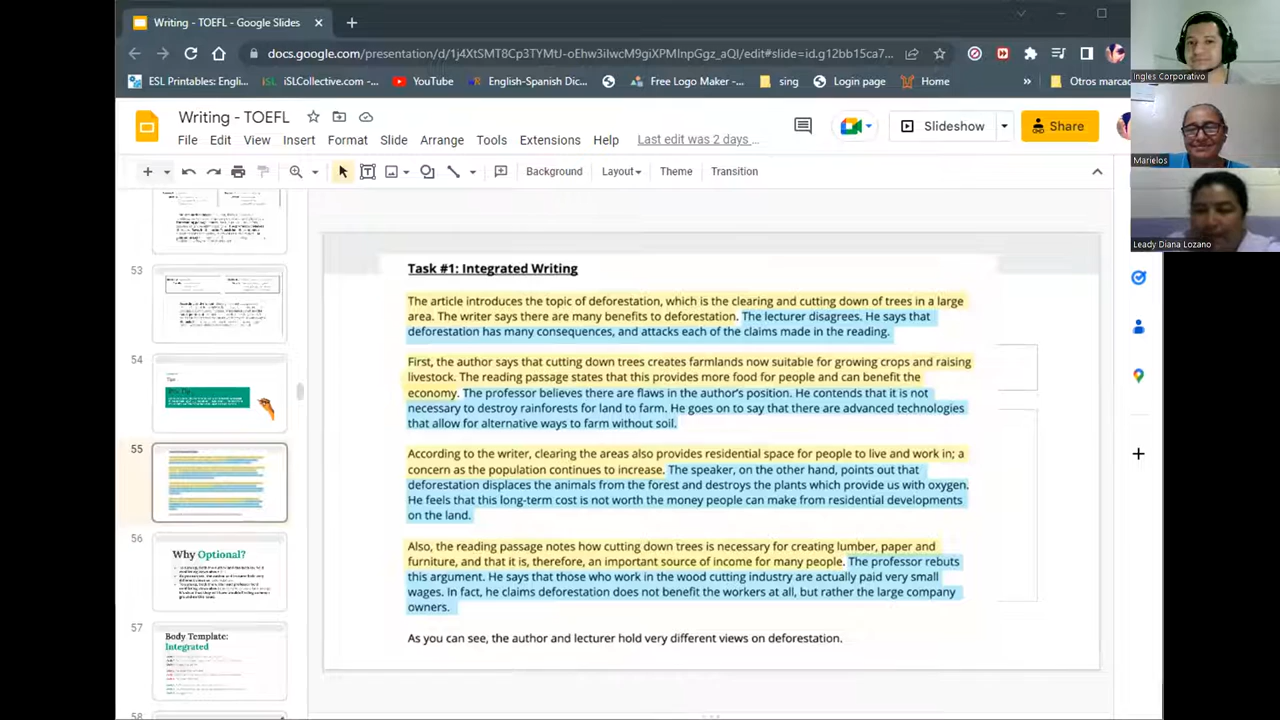 Writing - TOEFL - Google Slides
docs.google.com/presentation/d/1j4XtSMUTCp3TYMtJ-oEhw3iIwcM9giXPMlnpGgz_aQI/edit#slide=id.g12bb15ca7...
ESL Printables: Engli...
iSLCollective.com -...
YouTube
English to Spanish Dic...
Free Logo Maker -...
sing
Login page
Home
»
Otros marcad
Writing - TOEFL
File Edit View Insert Format Slide Arrange Tools Extensions Help
Last edit was 2 days...
Slideshow
Share
Background
Layout
Theme
Transition
Ingles Corporativo
Marielos
Leady Diana Lozano
53
54
Tips
55
56
Why Optional?
57
Body Template:
Integrated
58
Task #1: Integrated Writing
The article introduces the topic of deforestation, which is the clearing and cutting down of trees in a large
area. The author says there are many benefits to deforestation. The lecturer disagrees. He says that
deforestation has many consequences, and attacks each of the claims made in the reading.
First, the author says that cutting down trees creates farmlands now suitable for growing crops and raising
livestock. The reading passage states that this provides more food for people and can benefit the
economy. The professor believes there are flaws in the author's position. He contends that it is not
necessary to destroy rainforests for land to farm. He goes on to say that there are advanced technologies
that allow for alternative ways to farm without soil.
According to the writer, clearing the area also provides residential space for people to live and work in; a
concern as the population continues to increase. The speaker, on the other hand, points out that
deforestation displaces the animals from the forest and destroys the plants which provide us with oxygen.
He feels that this long-term cost is not worth the money people can make from residential developments
on the land.
Also, the reading passage notes how cutting down trees is necessary for creating lumber, paper and
furniture, and that it is, therefore, an important source of income for many people. The professor rebuts
this argument. He says that those who work in the wood cutting industry are actually paid very small
wages. In fact, he claims deforestation does not benefit the workers at all, but rather the large company
owners.
As you can see, the author and lecturer hold very different views on deforestation.